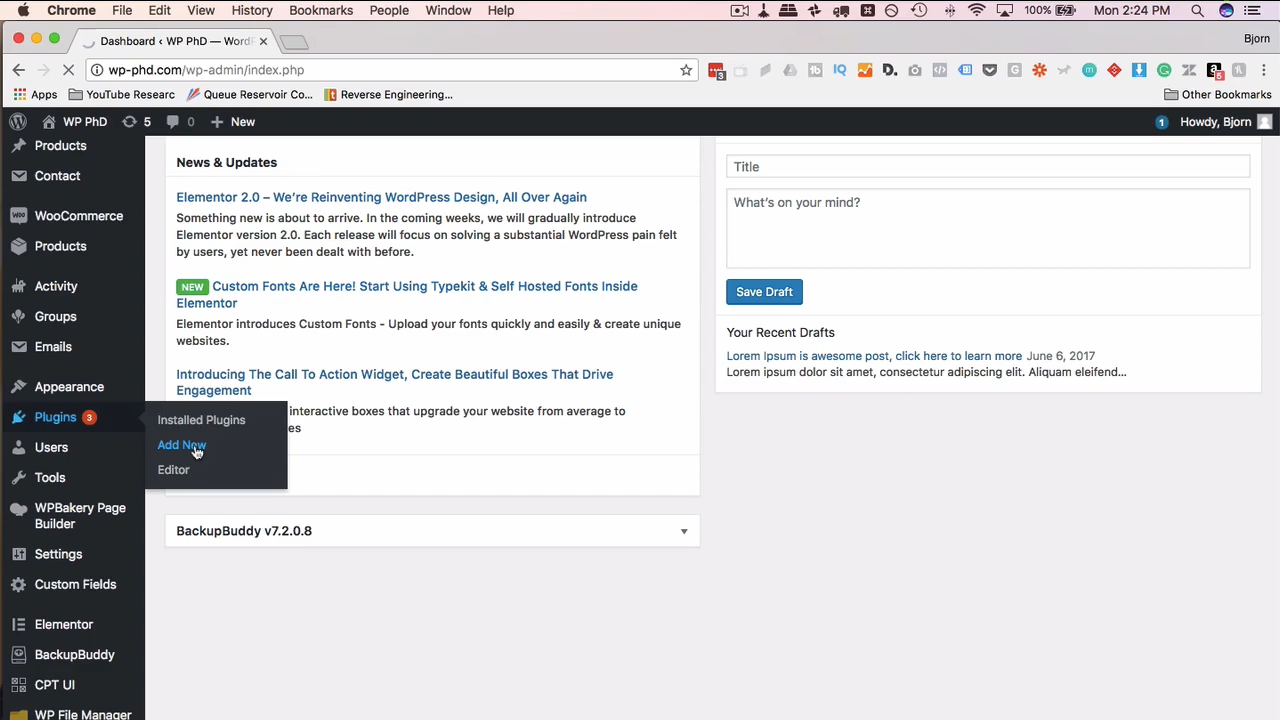 Chrome File Edit View History Bookmarks People Window Help 100% Mon 2:24 PM
Dashboard ‹ WP PhD — WordP
Bjorn
wp-phd.com/wp-admin/index.php
Apps YouTube Researc Queue Reservoir Co... Reverse Engineering... Other Bookmarks
WP PhD 5 0 New 1 Howdy, Bjorn
Products
Contact
WooCommerce
Products
Activity
Groups
Emails
Appearance
Plugins 3
Users
Tools
WPBakery Page
Builder
Settings
Custom Fields
Elementor
BackupBuddy
CPT UI
WP File Manager
Installed Plugins
Add New
Editor
News & Updates
Elementor 2.0 – We’re Reinventing WordPress Design, All Over Again
Something new is about to arrive. In the coming weeks, we will gradually introduce
Elementor version 2.0. Each release will focus on solving a substantial WordPress pain felt
by users, yet never been dealt with before.
NEW Custom Fonts Are Here! Start Using Typekit & Self Hosted Fonts Inside
Elementor
Elementor introduces Custom Fonts - Upload your fonts quickly and easily & create unique
websites.
Introducing The Call To Action Widget, Create Beautiful Boxes That Drive
Engagement
interactive boxes that upgrade your website from average to
BackupBuddy v7.2.0.8
Title
What’s on your mind?
Save Draft
Your Recent Drafts
Lorem Ipsum is awesome post, click here to learn more June 6, 2017
Lorem ipsum dolor sit amet, consectetur adipiscing elit. Aliquam eleifend…